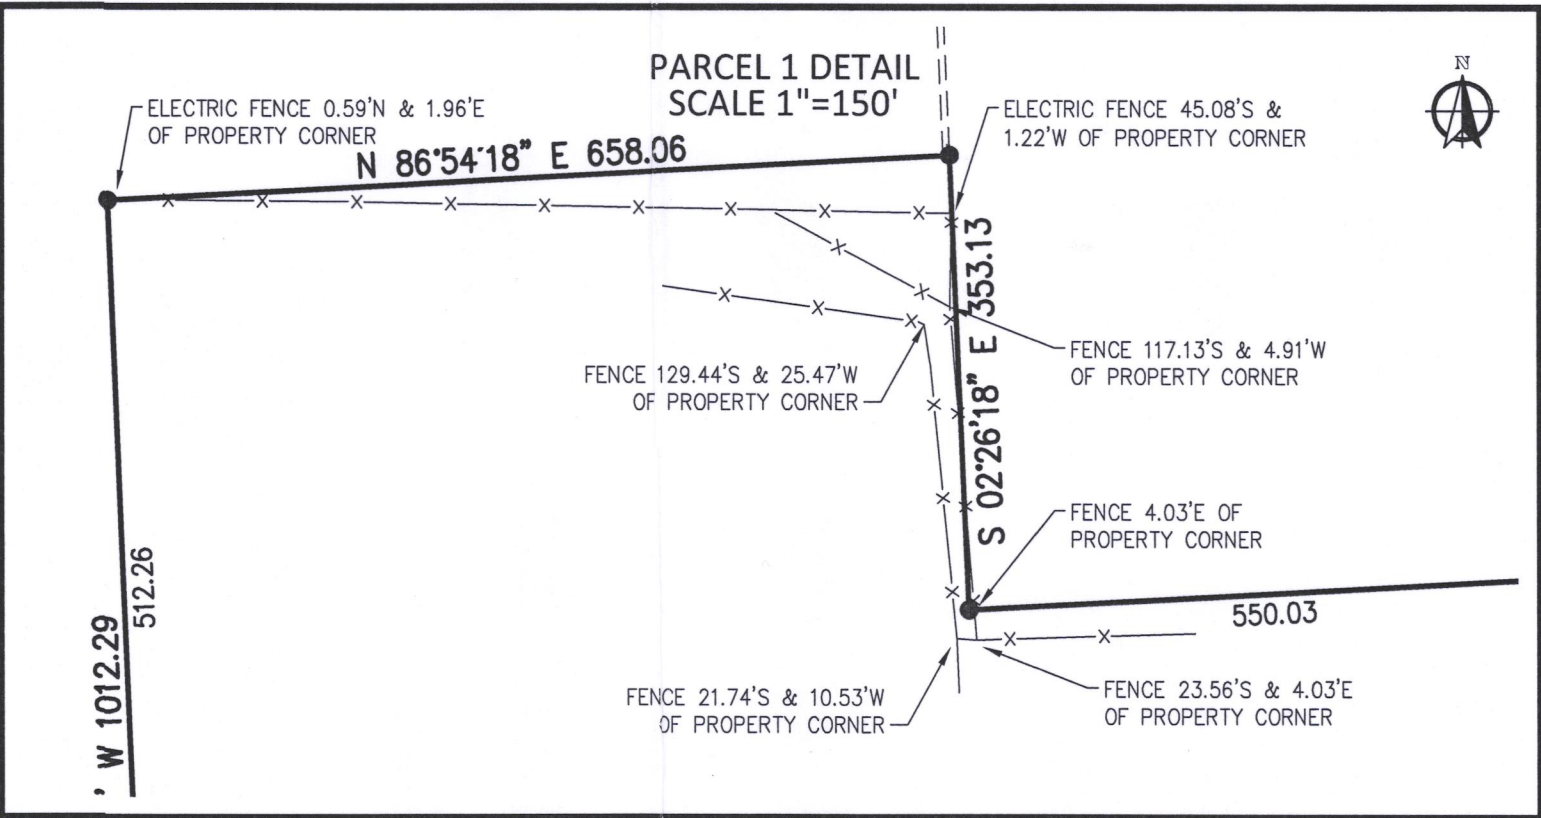 PARCEL 1 DETAIL
SCALE 1"=150'
N
ELECTRIC FENCE 0.59'N & 1.96'E
OF PROPERTY CORNER
N 86°54'18" E 658.06
ELECTRIC FENCE 45.08'S &
1.22'W OF PROPERTY CORNER
S 02°26'18" E 353.13
FENCE 117.13'S & 4.91'W
OF PROPERTY CORNER
FENCE 129.44'S & 25.47'W
OF PROPERTY CORNER
FENCE 4.03'E OF
PROPERTY CORNER
512.26
' W 1012.29
550.03
FENCE 21.74'S & 10.53'W
OF PROPERTY CORNER
FENCE 23.56'S & 4.03'E
OF PROPERTY CORNER